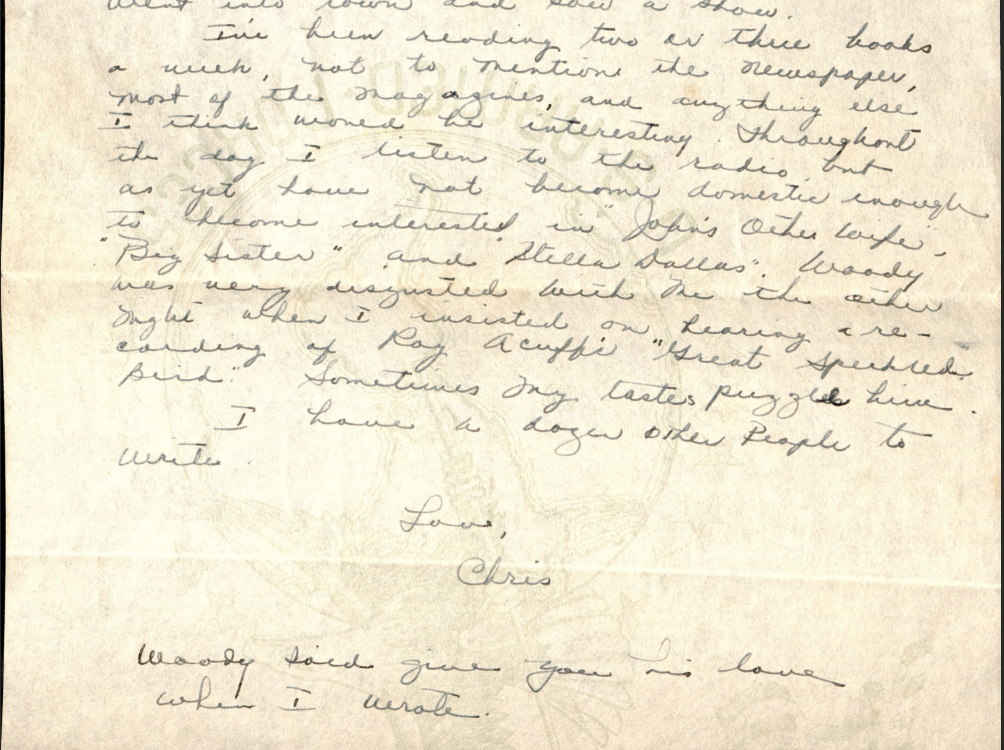 went into town and saw a show.
I've been reading two or three books
a week, not to mention the newspaper,
most of the magazines, and anything else
I think would be interesting. Throughout
the day I listen to the radio but
as yet have not become domestic enough
to become interested in "John's Other Wife,
"Big Sister" and "Stella Dallas". Woody
was very disgusted with me the other
night when I insisted on hearing a re-
cording of Roy Acuff's "Great Speckled
Bird." Sometimes my tastes puzzles him.
I have a dozen other people to
write.
Love,
Chris
Woody said give you his love
when I wrote.